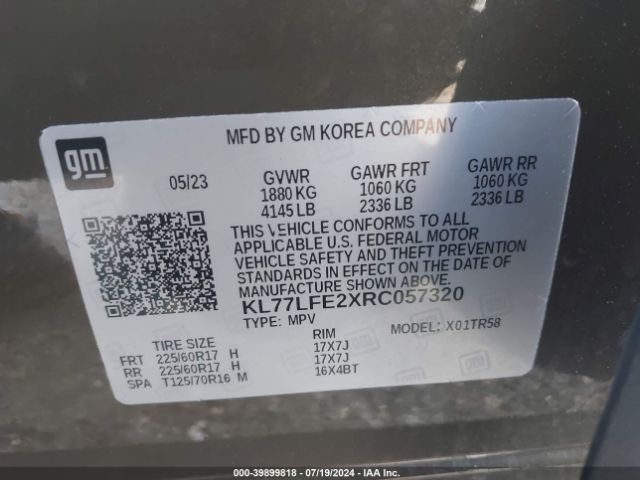 gm
MFD BY GM KOREA COMPANY
05/23
GVWR GAWR FRT GAWR RR
1880 KG 1060 KG 1060 KG
4145 LB 2336 LB 2336 LB
THIS VEHICLE CONFORMS TO ALL
APPLICABLE U.S. FEDERAL MOTOR
VEHICLE SAFETY AND THEFT PREVENTION
STANDARDS IN EFFECT ON THE DATE OF
MANUFACTURE SHOWN ABOVE.
KL77LFE2XRC057320
TYPE: MPV MODEL: X01TR58
TIRE SIZE RIM
FRT 225/60R17 H 17X7J
RR 225/60R17 H 17X7J
SPA T125/70R16 M 16X4BT
000-39899818 - 07/19/2024 - IAA Inc.